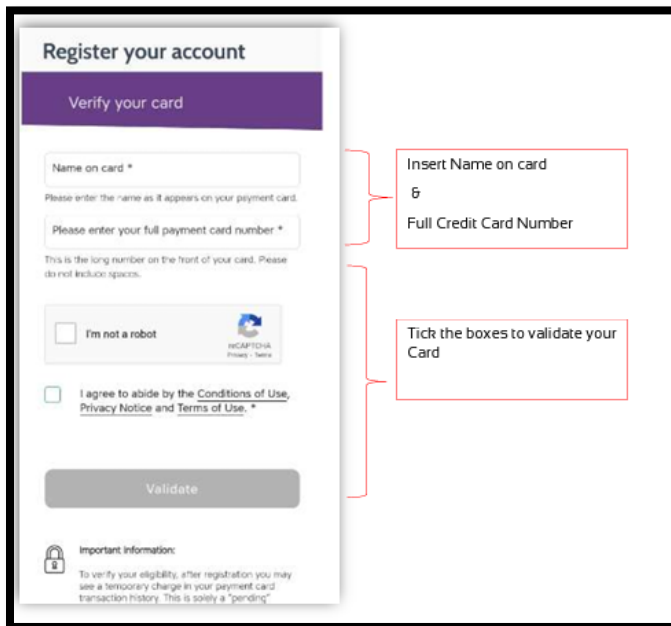 Register your account
Verify your card
Name on card *
Please enter the name as it appears on your payment card.
Please enter your full payment card number *
This is the long number on the front of your card. Please
do not include spaces.
I'm not a robot
reCAPTCHA
Privacy - Terms
I agree to abide by the Conditions of Use,
Privacy Notice and Terms of Use. *
Validate
Important Information:
To verify your eligibility, after registration you may
see a temporary charge in your payment card
transaction history. This is solely a "pending"
Insert Name on card
&
Full Credit Card Number
Tick the boxes to validate your
Card